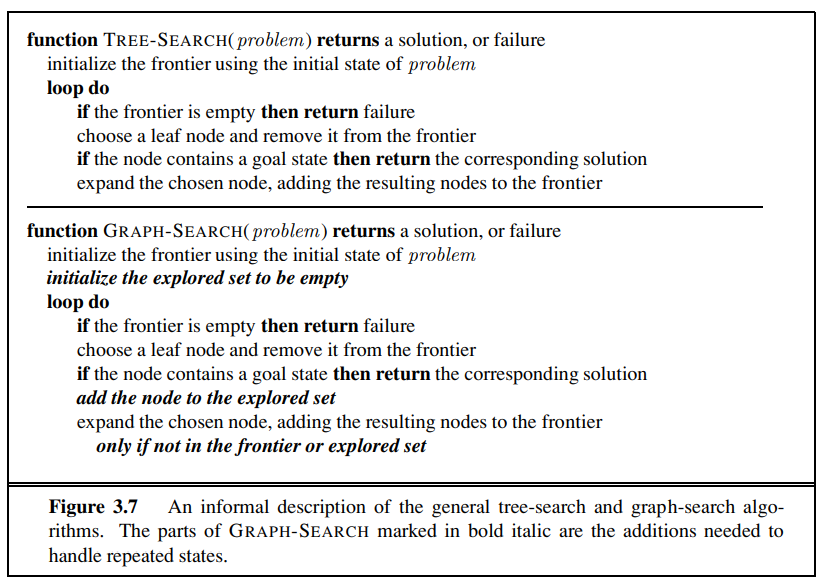 function TREE-SEARCH(problem) returns a solution, or failure
initialize the frontier using the initial state of problem
loop do
if the frontier is empty then return failure
choose a leaf node and remove it from the frontier
if the node contains a goal state then return the corresponding solution
expand the chosen node, adding the resulting nodes to the frontier
function GRAPH-SEARCH(problem) returns a solution, or failure
initialize the frontier using the initial state of problem
initialize the explored set to be empty
loop do
if the frontier is empty then return failure
choose a leaf node and remove it from the frontier
if the node contains a goal state then return the corresponding solution
add the node to the explored set
expand the chosen node, adding the resulting nodes to the frontier
only if not in the frontier or explored set
Figure 3.7 An informal description of the general tree-search and graph-search algo-
rithms. The parts of GRAPH-SEARCH marked in bold italic are the additions needed to
handle repeated states.